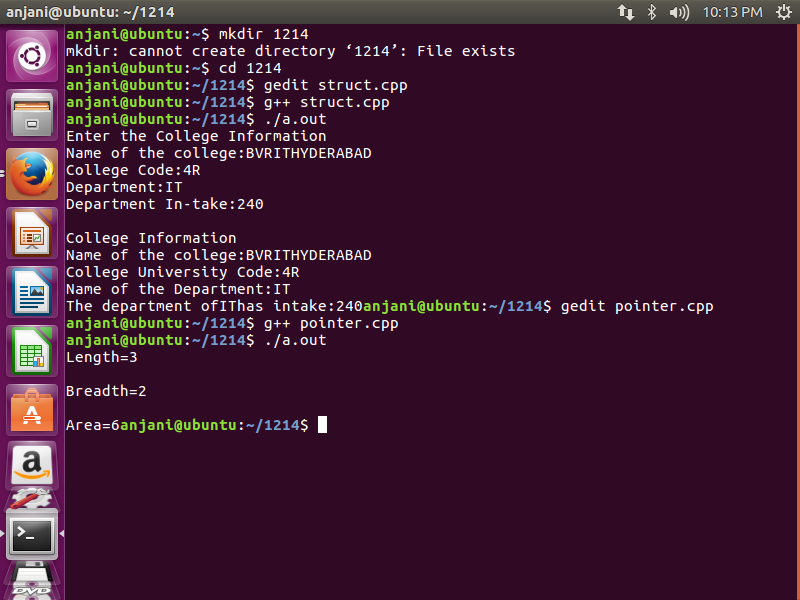 anjani@ubuntu: ~/1214
10:13 PM
anjani@ubuntu:~$ mkdir 1214
mkdir: cannot create directory ‘1214’: File exists
anjani@ubuntu:~$ cd 1214
anjani@ubuntu:~/1214$ gedit struct.cpp
anjani@ubuntu:~/1214$ g++ struct.cpp
anjani@ubuntu:~/1214$ ./a.out
Enter the College Information
Name of the college:BVRITHYDERABAD
College Code:4R
Department:IT
Department In-take:240
College Information
Name of the college:BVRITHYDERABAD
College University Code:4R
Name of the Department:IT
The department ofIThas intake:240anjani@ubuntu:~/1214$ gedit pointer.cpp
anjani@ubuntu:~/1214$ g++ pointer.cpp
anjani@ubuntu:~/1214$ ./a.out
Length=3
Breadth=2
Area=6anjani@ubuntu:~/1214$
A
a
>_
DVD